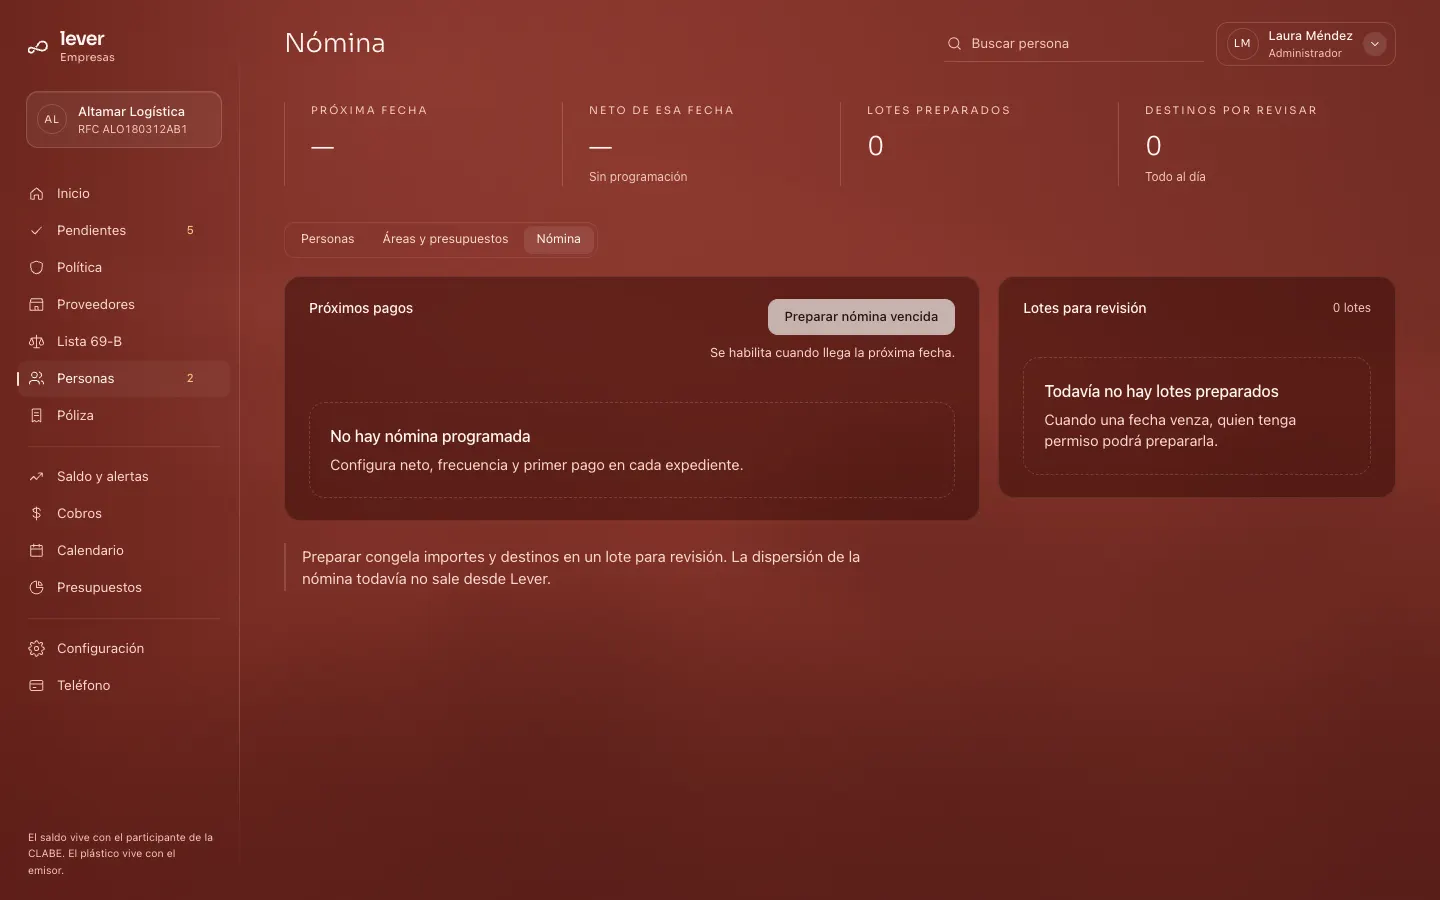 lever
Empresas
AL
Altamar Logística
RFC ALO180312AB1
Inicio
Pendientes 5
Política
Proveedores
Lista 69-B
Personas 2
Póliza
Saldo y alertas
Cobros
Calendario
Presupuestos
Configuración
Teléfono
El saldo vive con el participante de la
CLABE. El plástico vive con el
emisor.
Nómina
Buscar persona
LM
Laura Méndez
Administrador
PRÓXIMA FECHA
—
NETO DE ESA FECHA
—
Sin programación
LOTES PREPARADOS
0
DESTINOS POR REVISAR
0
Todo al día
Personas
Áreas y presupuestos
Nómina
Próximos pagos
Preparar nómina vencida
Se habilita cuando llega la próxima fecha.
No hay nómina programada
Configura neto, frecuencia y primer pago en cada expediente.
Lotes para revisión
0 lotes
Todavía no hay lotes preparados
Cuando una fecha venza, quien tenga
permiso podrá prepararla.
Preparar congela importes y destinos en un lote para revisión. La dispersión de la
nómina todavía no sale desde Lever.